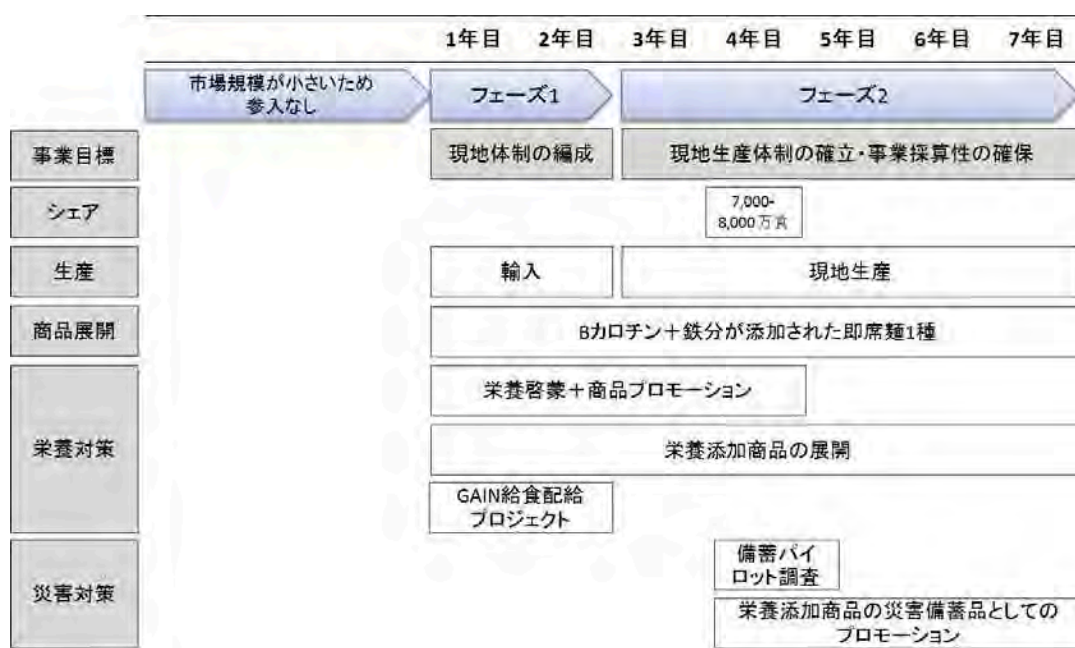 1年目 2年目 3年目 4年目 5年目 6年目 7年目
市場規模が小さいため
参入なし
フェーズ1
フェーズ2
事業目標
現地体制の編成
現地生産体制の確立・事業採算性の確保
シェア
7,000-
8,000万食
生産
輸入
現地生産
商品展開
Bカロチン＋鉄分が添加された即席麺1種
栄養対策
栄養啓蒙＋商品プロモーション
栄養添加商品の展開
GAIN給食配給
プロジェクト
災害対策
備蓄パイ
ロット調査
栄養添加商品の災害備蓄品としての
プロモーション